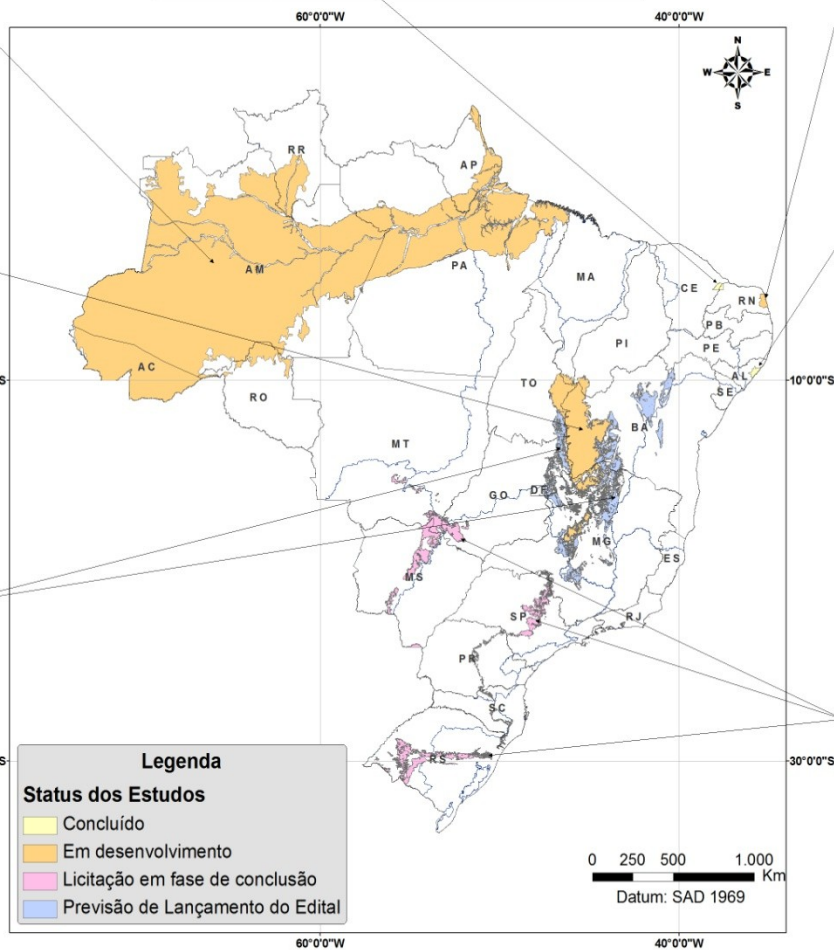 60°0'0"W
40°0'0"W
N
W
E
S
RR
AP
AM
PA
MA
CE
RN
PB
PI
PE
AC
AL
TO
SE
RO
BA
MT
GO
DF
MG
ES
MS
SP
RJ
PR
SC
RS
10°0'0"S
30°0'0"S
Legenda
Status dos Estudos
Concluído
Em desenvolvimento
Licitação em fase de conclusão
Previsão de Lançamento do Edital
0 250 500 1.000
Km
Datum: SAD 1969
60°0'0"W
40°0'0"W